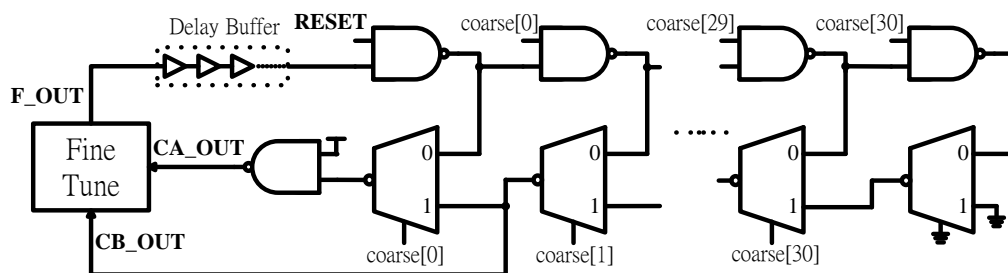 Delay Buffer
RESET
coarse[0]
coarse[29]
coarse[30]
F_OUT
Fine
Tune
CA_OUT
0
1
0
1
0
1
0
1
CB_OUT
coarse[0]
coarse[1]
coarse[30]